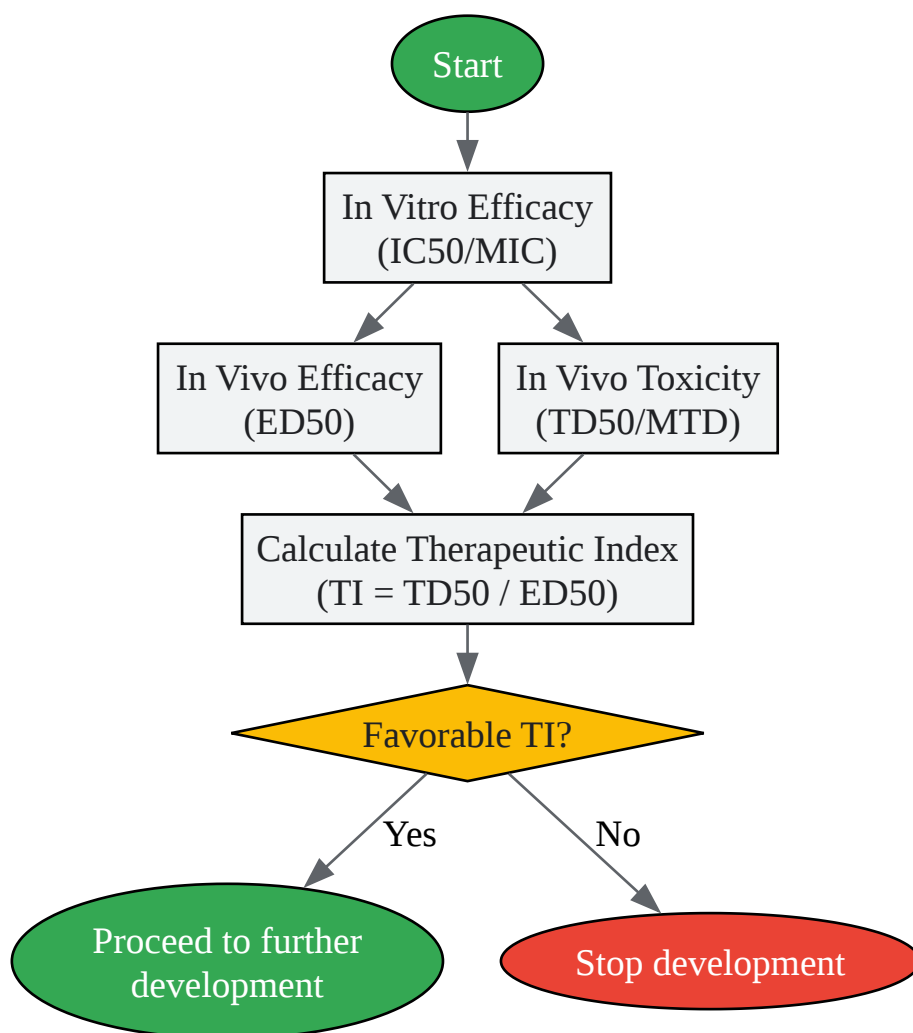 Start
In Vitro Efficacy
(IC50/MIC)
In Vivo Efficacy
(ED50)
In Vivo Toxicity
(TD50/MTD)
Calculate Therapeutic Index
(TI = TD50 / ED50)
Favorable TI?
Yes
No
Proceed to further
development
Stop development